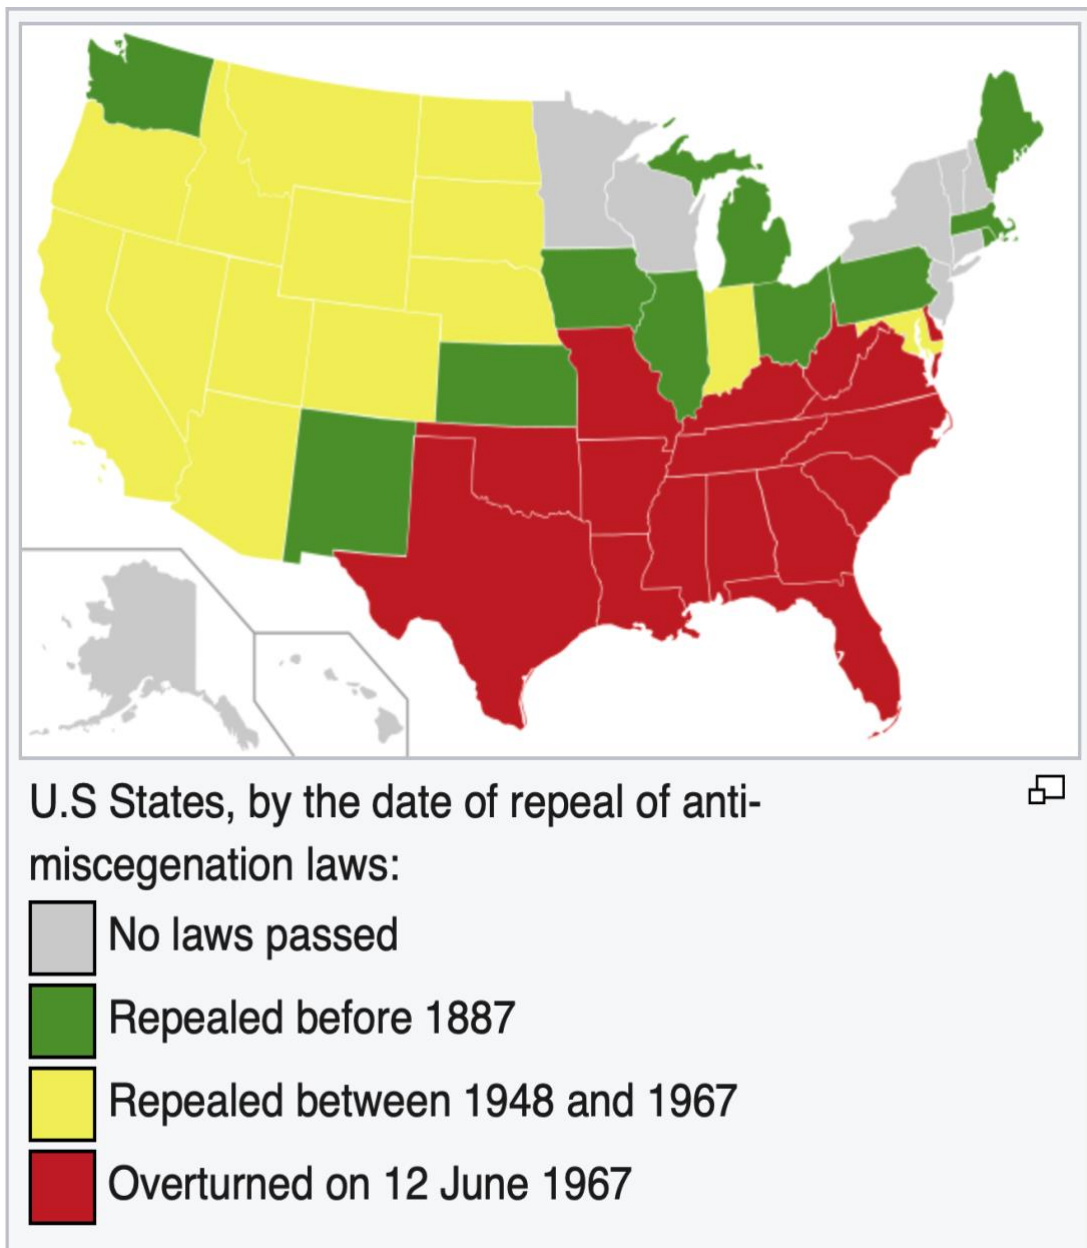 U.S States, by the date of repeal of anti-
miscegenation laws:
No laws passed
Repealed before 1887
Repealed between 1948 and 1967
Overturned on 12 June 1967